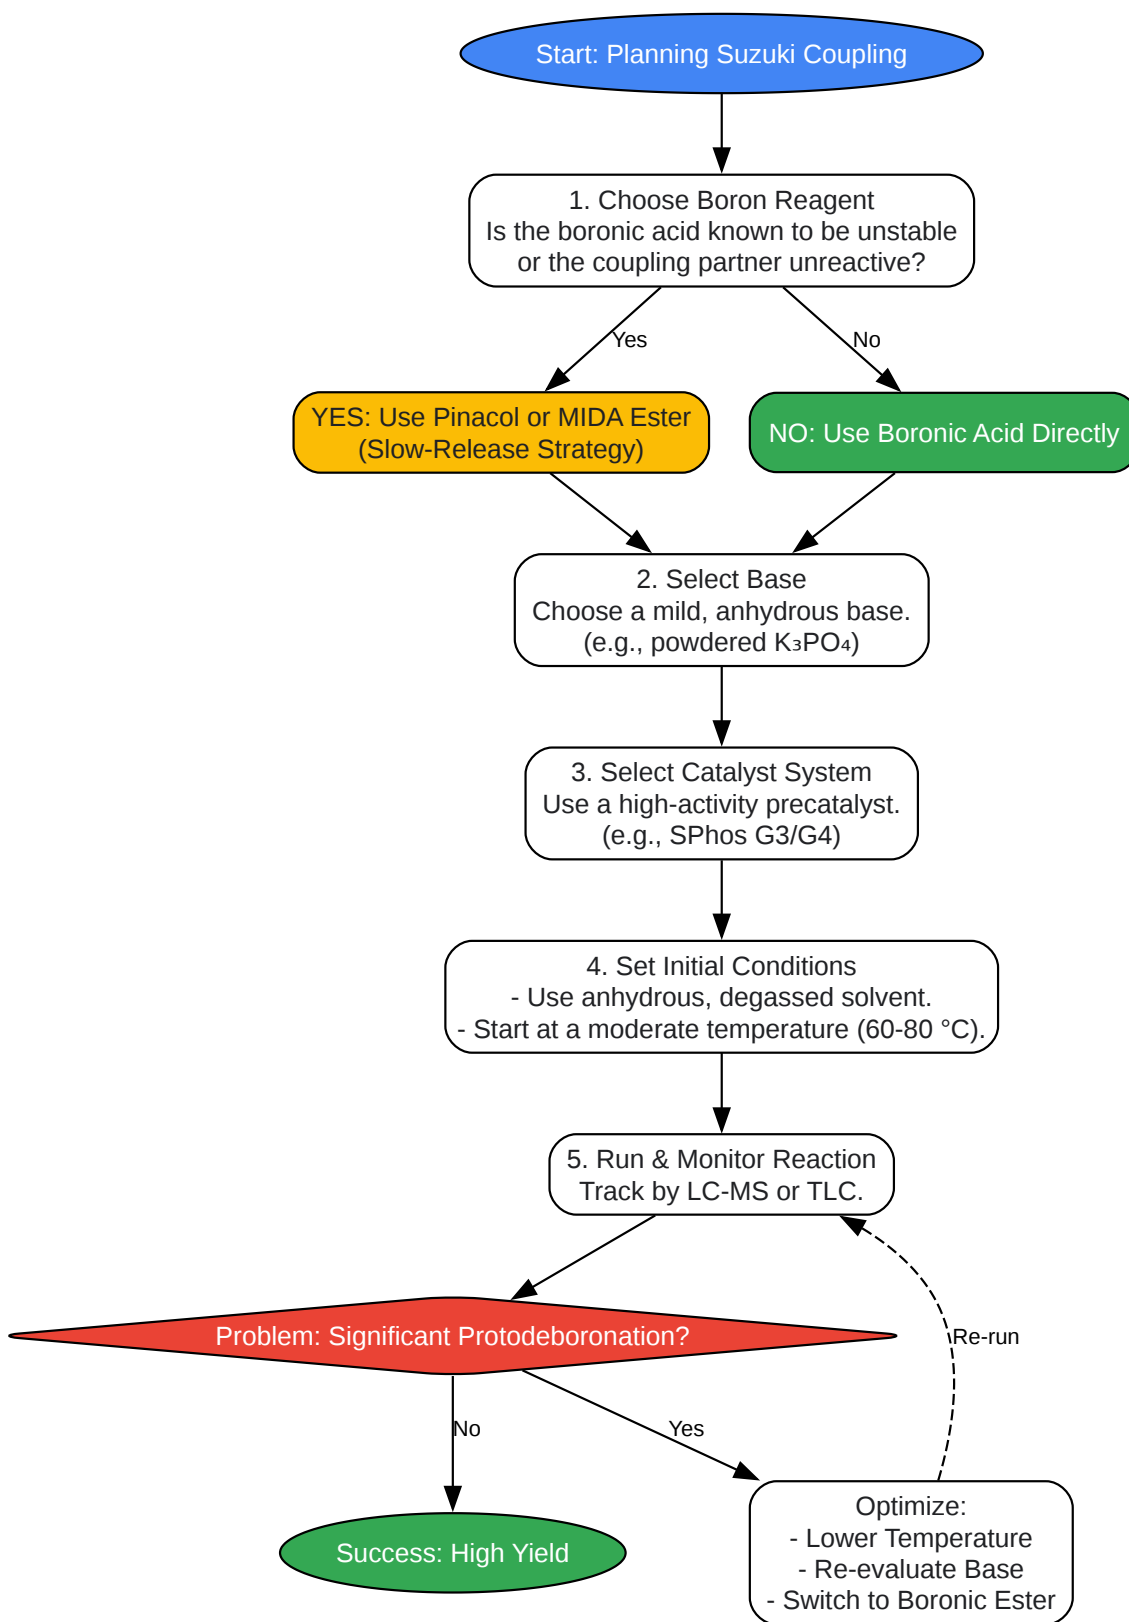 Start: Planning Suzuki Coupling
1. Choose Boron Reagent
Is the boronic acid known to be unstable
or the coupling partner unreactive?
Yes
No
YES: Use Pinacol or MIDA Ester
(Slow-Release Strategy)
NO: Use Boronic Acid Directly
2. Select Base
Choose a mild, anhydrous base.
(e.g., powdered K₃PO₄)
3. Select Catalyst System
Use a high-activity precatalyst.
(e.g., SPhos G3/G4)
4. Set Initial Conditions
- Use anhydrous, degassed solvent.
- Start at a moderate temperature (60-80 °C).
5. Run & Monitor Reaction
Track by LC-MS or TLC.
Problem: Significant Protodeboronation?
Re-run
No
Yes
Success: High Yield
Optimize:
- Lower Temperature
- Re-evaluate Base
- Switch to Boronic Ester